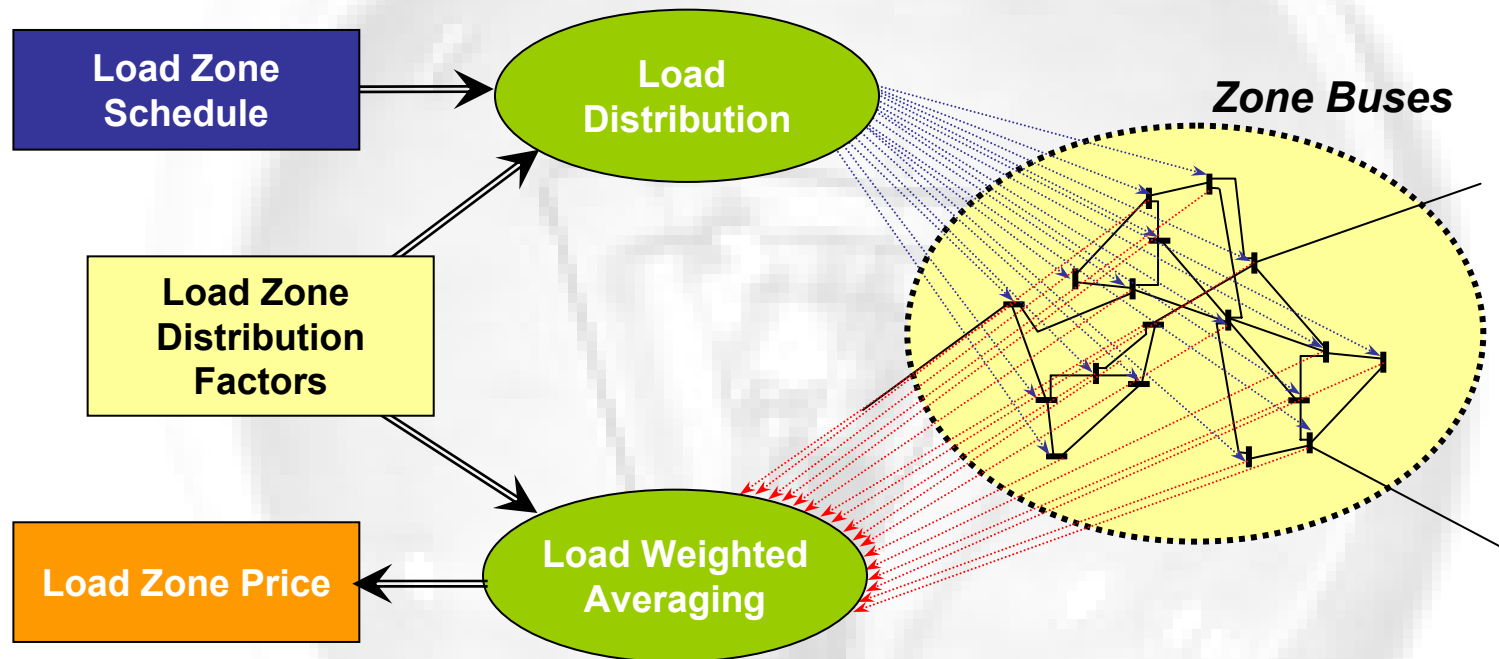 Load Zone
Schedule
Load
Distribution
Zone Buses
Load Zone
Distribution
Factors
Load Zone Price
Load Weighted
Averaging